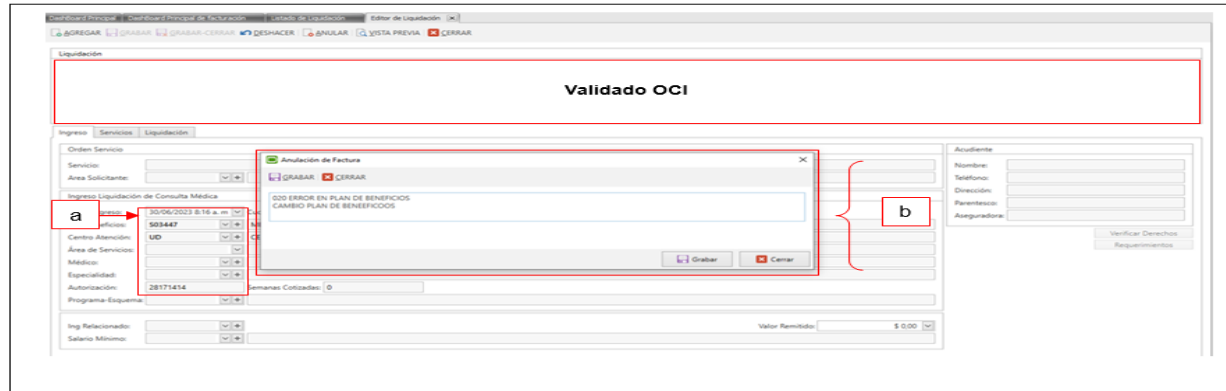 DashBoard Principal DashBoard Principal de Facturación Listado de Liquidación Editor de Liquidación
AGREGAR GRABAR GRABAR-CERRAR DESHACER ANULAR VISTA PREVIA CERRAR
Liquidación
Validado OCI
Ingreso Servicios Liquidación
Orden Servicio
Servicio:
Area Solicitante:
Ingreso Liquidación de Consulta Médica
a
greso: 30/06/2023 8:16 a. m
eficios: S03447
Centro Atención: UD
Área de Servicios:
Médico:
Especialidad:
Autorización: 28171414 Semanas Cotizadas: 0
Programa-Esquema:
Ing Relacionado:
Salario Mínimo:
Valor Remitido: $ 0,00
Anulación de Factura
GRABAR CERRAR
020 ERROR EN PLAN DE BENEFICIOS
CAMBIO PLAN DE BENEEFICOOS
Grabar Cerrar
b
Acudiente
Nombre:
Teléfono:
Dirección:
Parentesco:
Aseguradora:
Verificar Derechos
Requerimientos